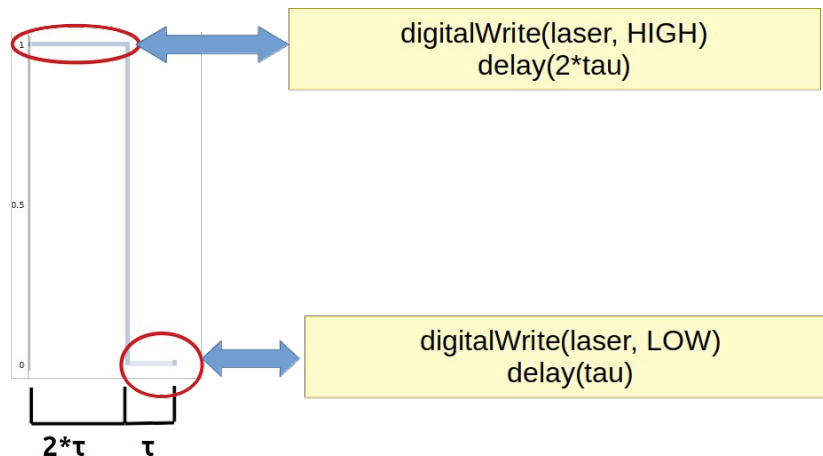 1
digitalWrite(laser, HIGH)
delay(2*tau)
0.5
digitalWrite(laser, LOW)
delay(tau)
0
2*τ τ